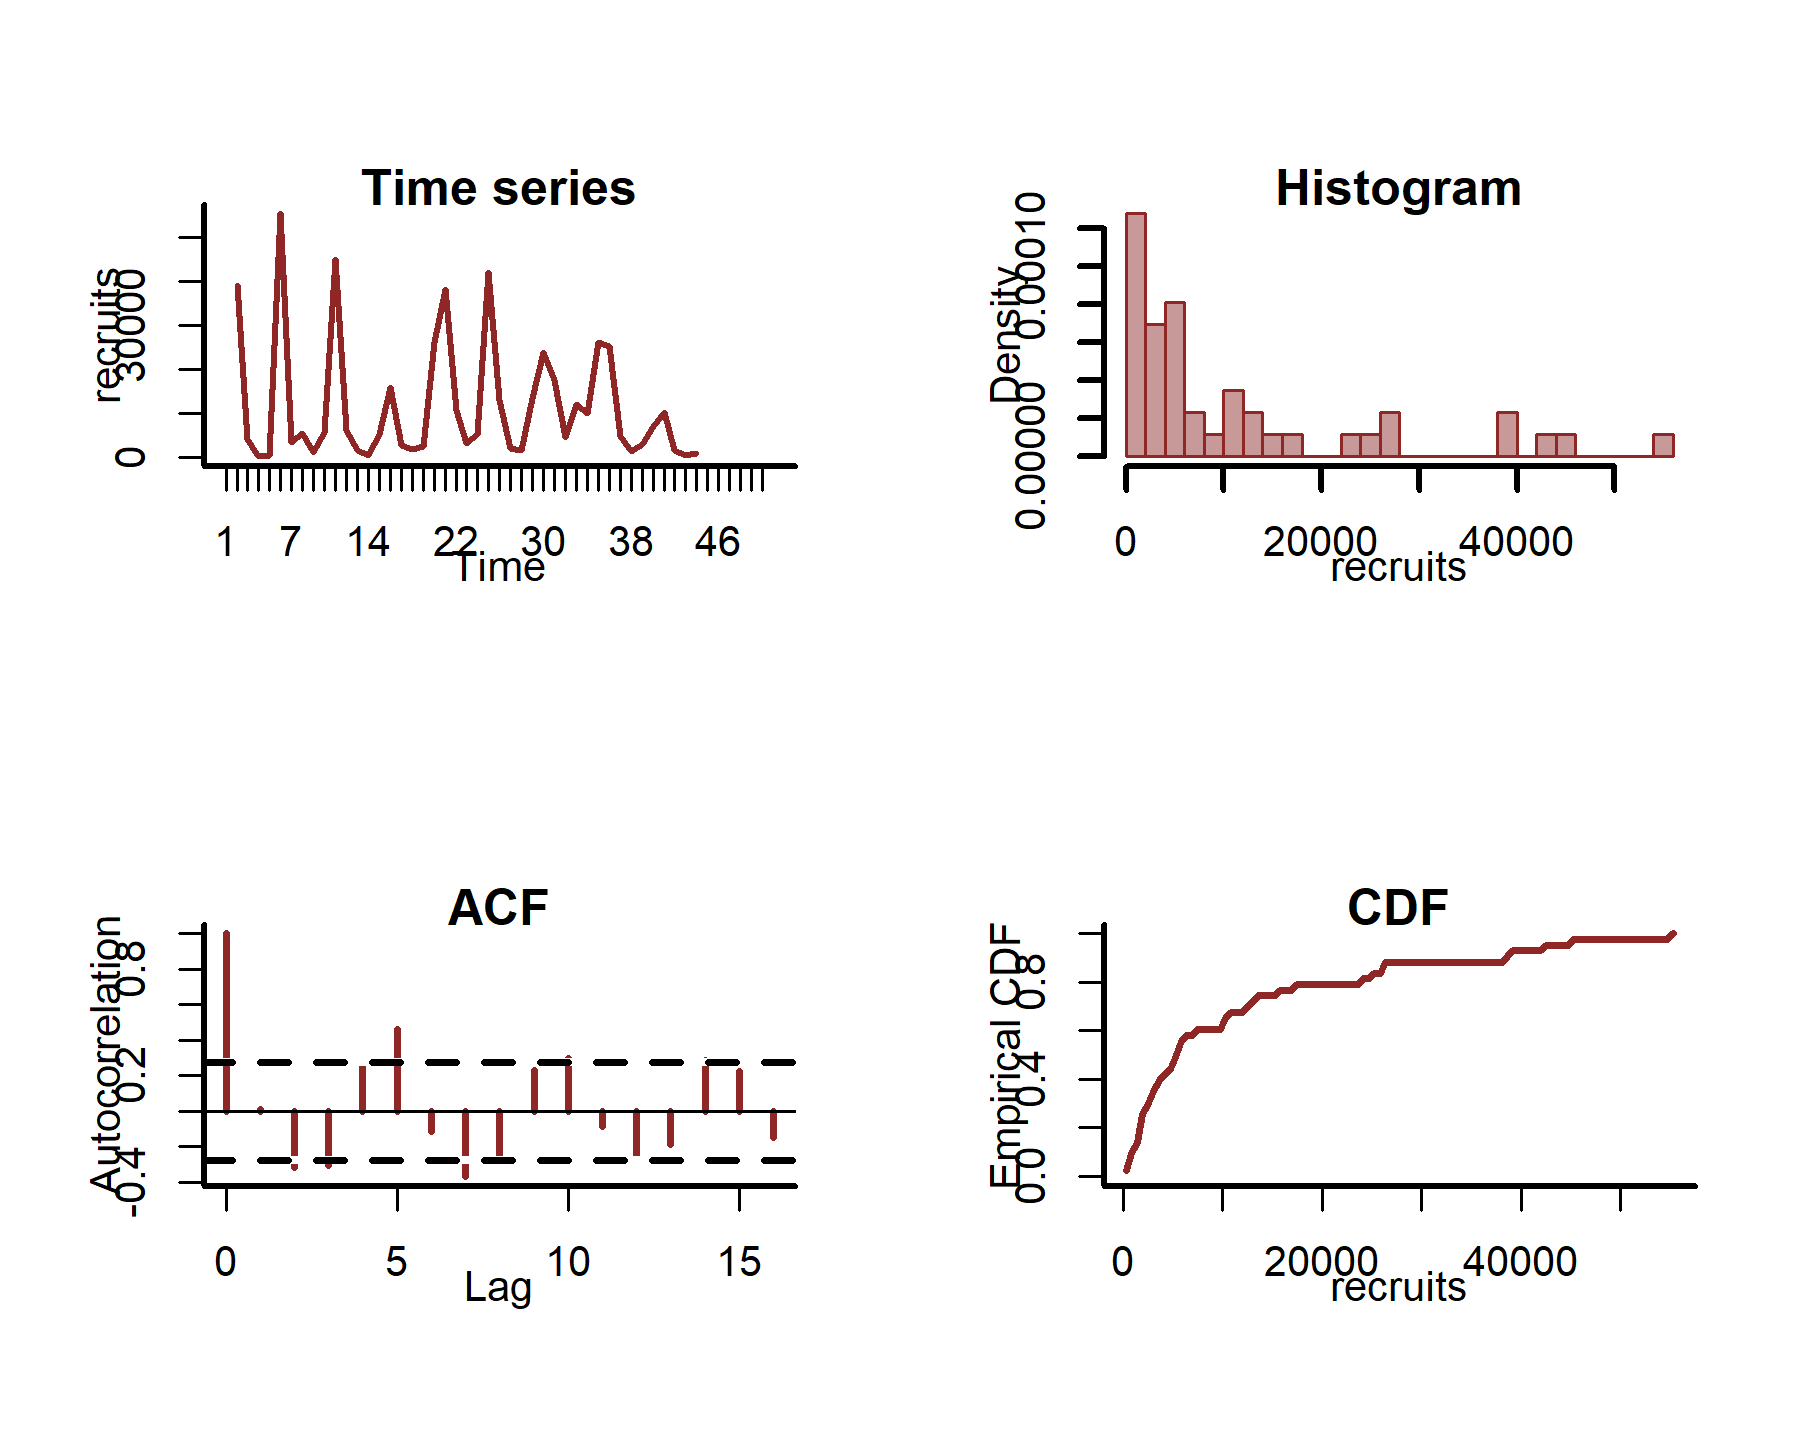 Time series
recruits
0 30000
1 7 14 22 30 38 46
Time
Histogram
Density
0.00000 0.00010
0 20000 40000
recruits
ACF
Autocorrelation
-0.4 0.2 0.8
0 5 10 15
Lag
CDF
Empirical CDF
0.0 0.4 0.8
0 20000 40000
recruits